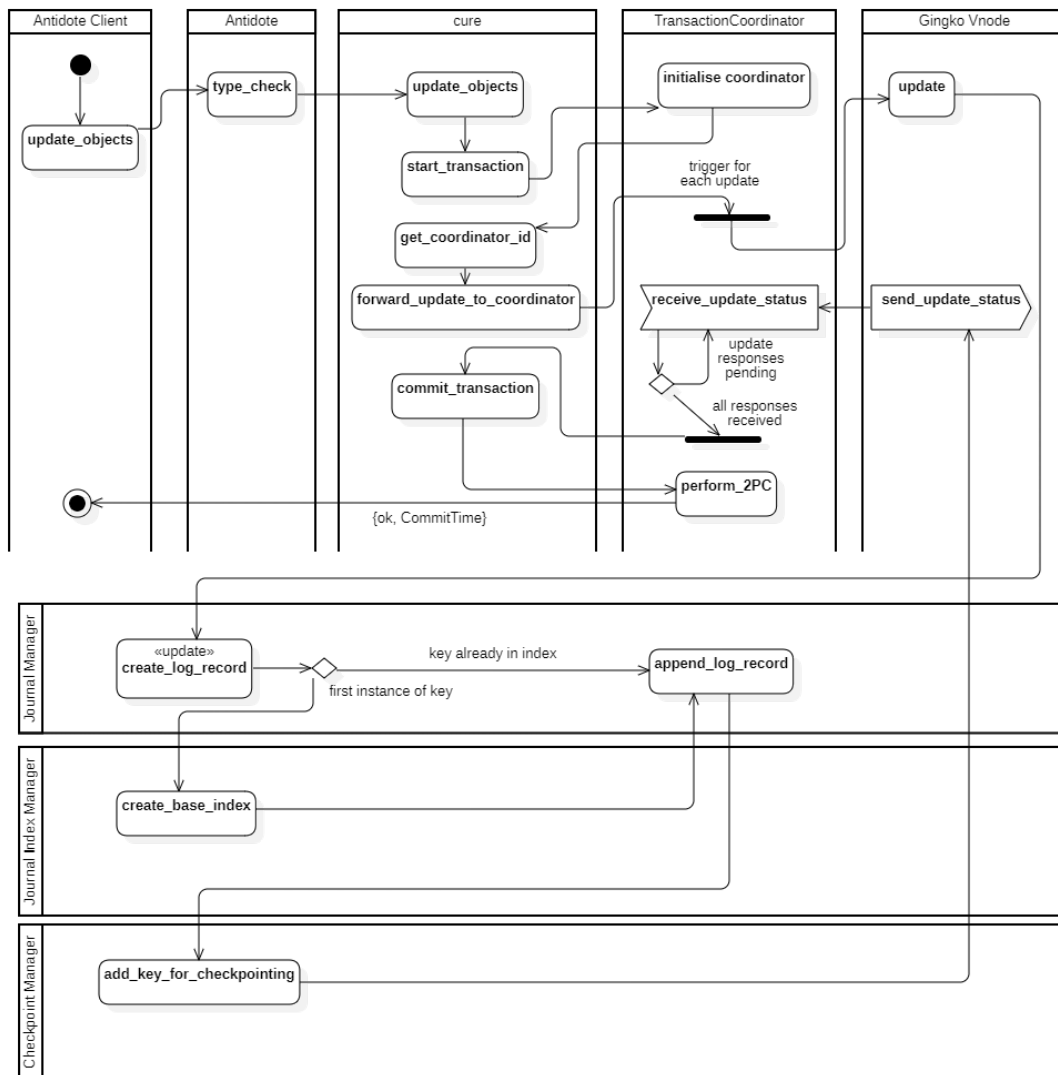 Antidote Client
Antidote
cure
TransactionCoordinator
Gingko Vnode
type_check
update_objects
initialise coordinator
update
update_objects
start_transaction
trigger for
each update
get_coordinator_id
forward_update_to_coordinator
receive_update_status
send_update_status
update
responses
pending
commit_transaction
all responses
received
perform_2PC
{ok, CommitTime}
Journal Manager
«update»
create_log_record
key already in index
append_log_record
first instance of key
Journal Index Manager
create_base_index
Checkpoint Manager
add_key_for_checkpointing